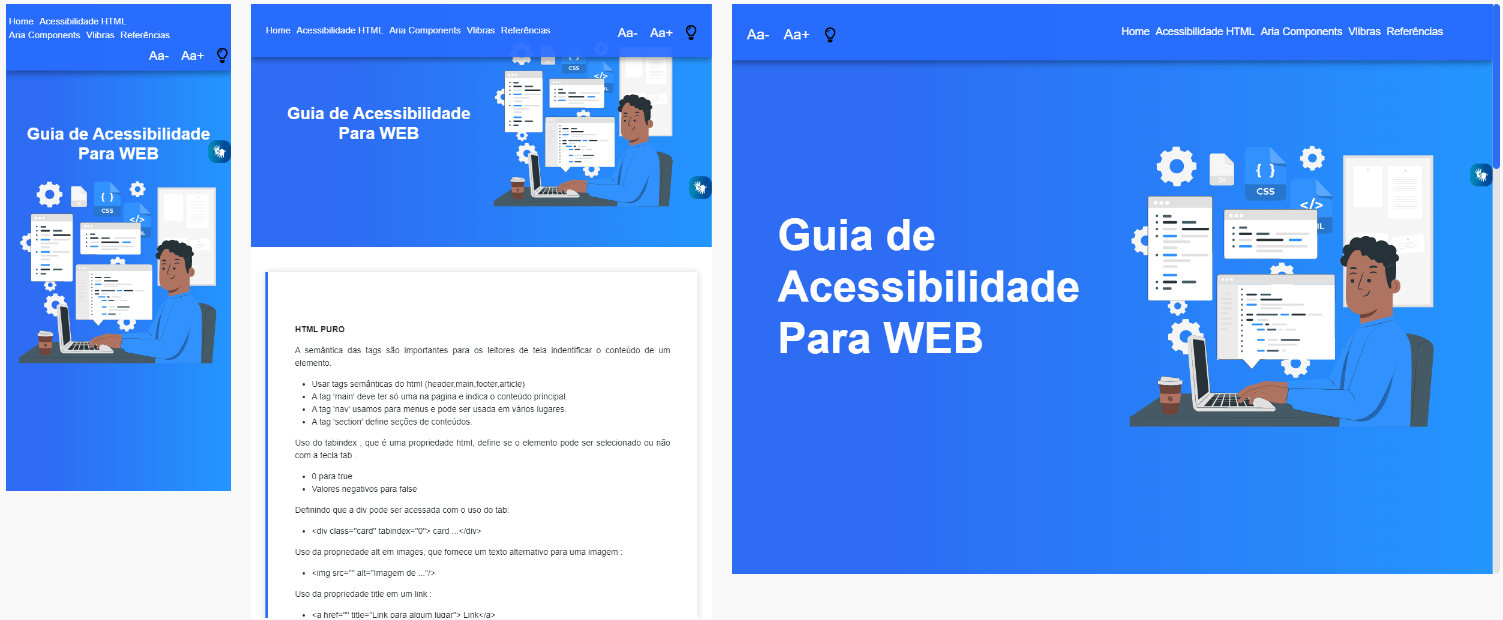 Home Acessibilidade HTML
Aria Components Vlibras Referências
Aa- Aa+
Guia de Acessibilidade
Para WEB
{ }
CSS
</>
Home Acessibilidade HTML Aria Components Vlibras Referências
Aa- Aa+
CSS
</>
Guia de Acessibilidade
Para WEB
HTML PURO
A semântica das tags são importantes para os leitores de tela indentificar o conteúdo de um
elemento.
• Usar tags semânticas do html (header,main,footer,article)
• A tag 'main' deve ter só uma na pagina e indica o conteúdo principal.
• A tag 'nav' usamos para menus e pode ser usada em vários lugares.
• A tag 'section' define seções de conteúdos.
Uso do tabindex , que é uma propriedade html, define se o elemento pode ser selecionado ou não
com a tecla tab .
• 0 para true
• Valores negativos para false
Definindo que a div pode ser acessada com o uso do tab:
• <div class="card" tabindex="0"> card ...</div>
Uso da propriedade alt em images, que fornece um texto alternativo para uma imagem :
• <img src="" alt="Imagem de ..."/>
Uso da propriedade title em um link :
• <a href="" title="Link para algum lugar"> Link</a>
Aa- Aa+
Home Acessibilidade HTML Aria Components Vlibras Referências
{ }
CSS
</>
Guia de
Acessibilidade
Para WEB